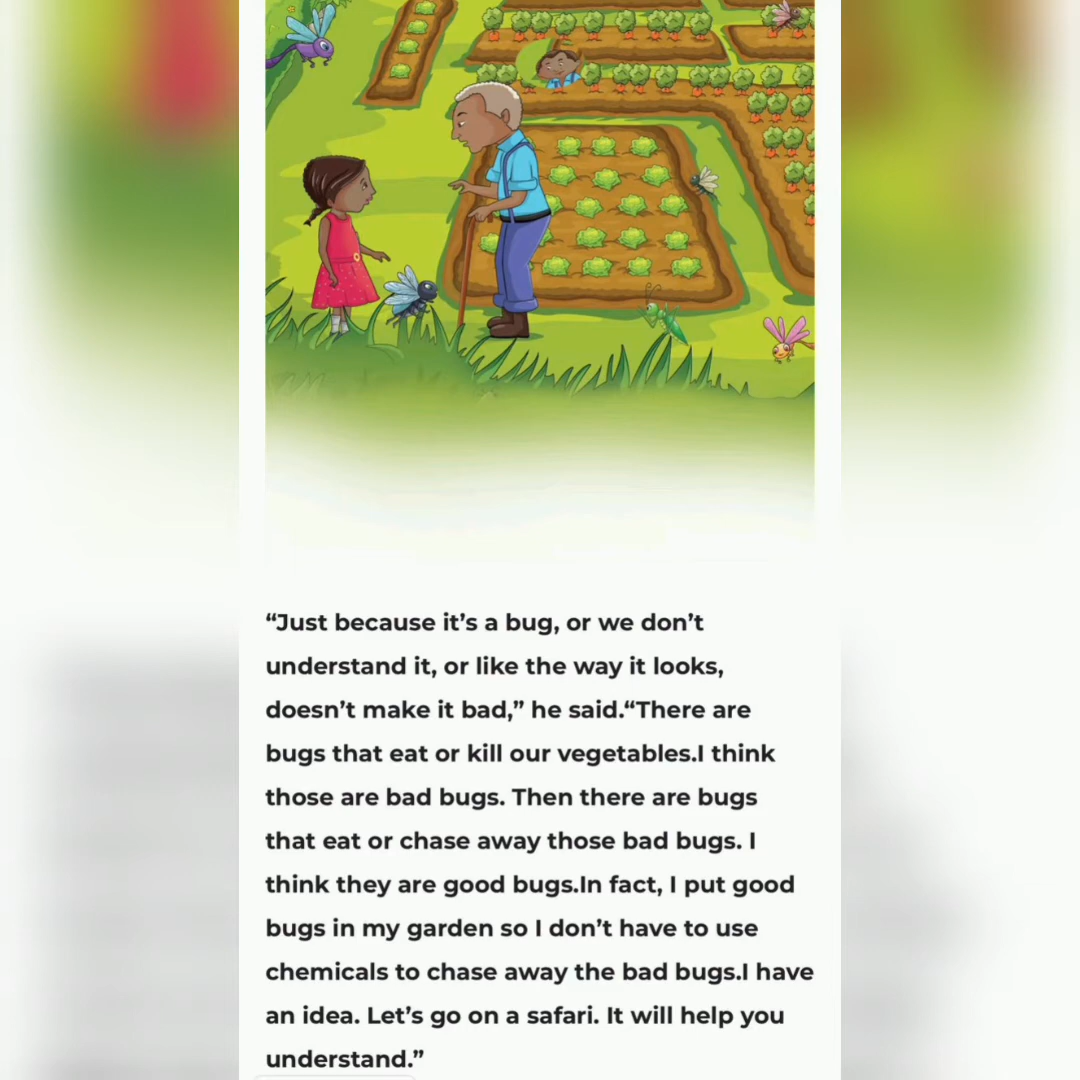 “Just because it’s a bug, or we don’t
understand it, or like the way it looks,
doesn’t make it bad,” he said.“There are
bugs that eat or kill our vegetables.I think
those are bad bugs. Then there are bugs
that eat or chase away those bad bugs. I
think they are good bugs.In fact, I put good
bugs in my garden so I don’t have to use
chemicals to chase away the bad bugs.I have
an idea. Let’s go on a safari. It will help you
understand.”